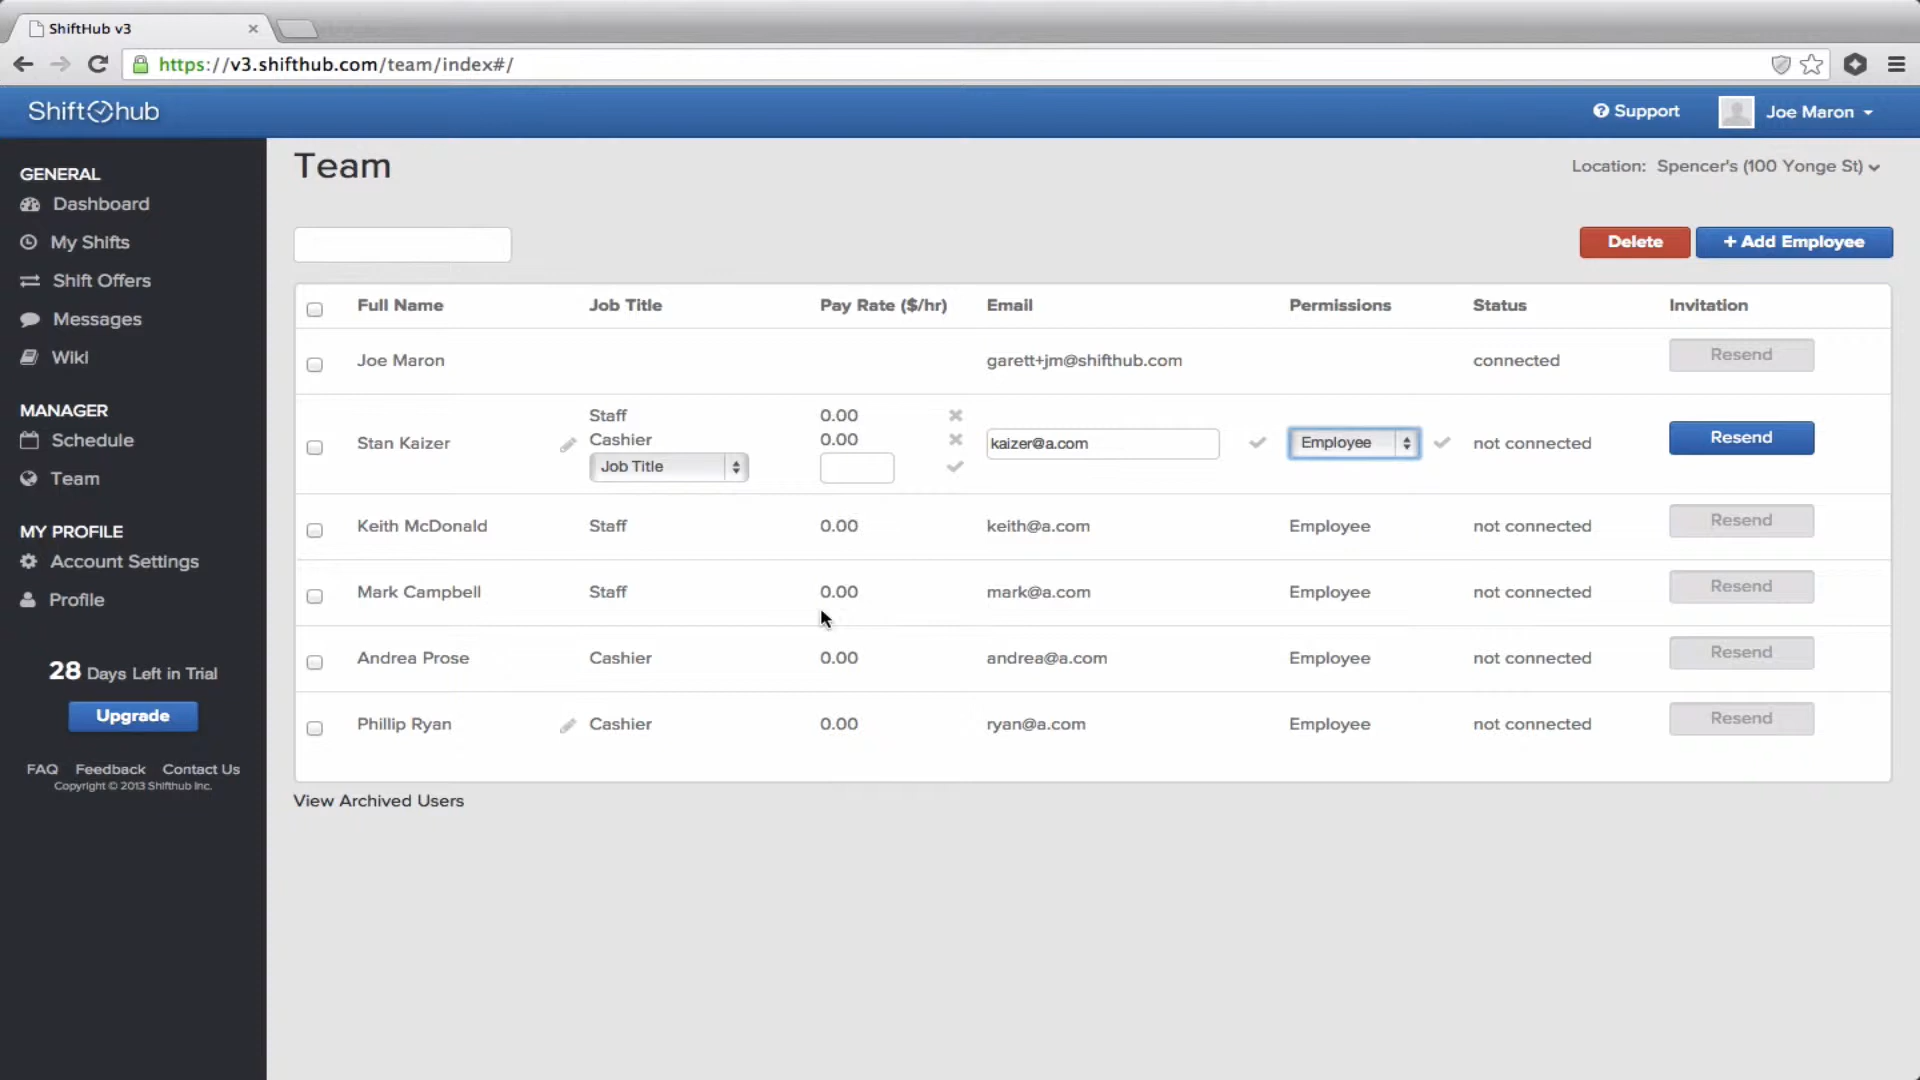 ShiftHub v3
https://v3.shifthub.com/team/index#/
Shift hub
Support
Joe Maron
GENERAL
Dashboard
My Shifts
Shift Offers
Messages
Wiki
MANAGER
Schedule
Team
MY PROFILE
Account Settings
Profile
28 Days Left in Trial
Upgrade
FAQ Feedback Contact Us
Copyright © 2013 Shifthub Inc.
Team
Location: Spencer's (100 Yonge St)
Delete
+ Add Employee
Full Name Job Title Pay Rate ($/hr) Email Permissions Status Invitation
Joe Maron garett+jm@shifthub.com connected Resend
Staff 0.00
Stan Kaizer Cashier 0.00 kaizer@a.com Employee not connected Resend
Job Title
Keith McDonald Staff 0.00 keith@a.com Employee not connected Resend
Mark Campbell Staff 0.00 mark@a.com Employee not connected Resend
Andrea Prose Cashier 0.00 andrea@a.com Employee not connected Resend
Phillip Ryan Cashier 0.00 ryan@a.com Employee not connected Resend
View Archived Users